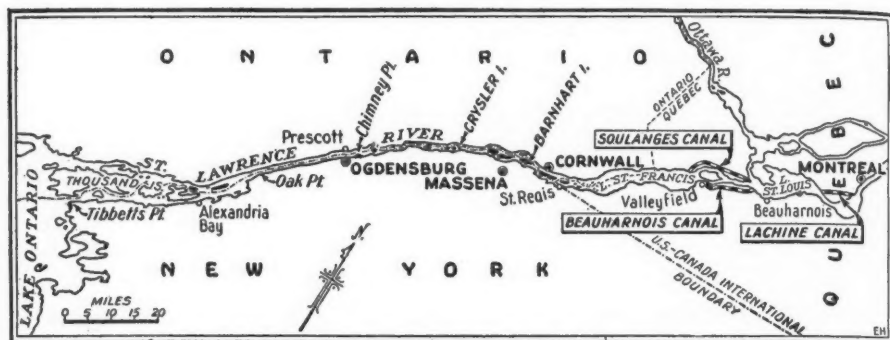 ONTARIO
QUEBEC
Ottawa R.
ONTARIO
QUEBEC
Chimney Pt.
CRYSLER I.
BARNHART I.
SOULANGES CANAL
Prescott
ST. LAWRENCE RIVER
OGDENSBURG
CORNWALL
MONTREAL
THOUSAND IS.
Oak Pt.
MASSENA
L. ST. FRANCIS
L. ST. LOUIS
Tibbetts Pt.
Alexandria
Bay
St. Regis
Valleyfield
Beauharnois
BEAUHARNOIS CANAL
LACHINE CANAL
LAKE ONTARIO
NEW YORK
N.
U.S.-CANADA INTERNATIONAL
BOUNDARY
MILES
0 5 10 15 20
EH